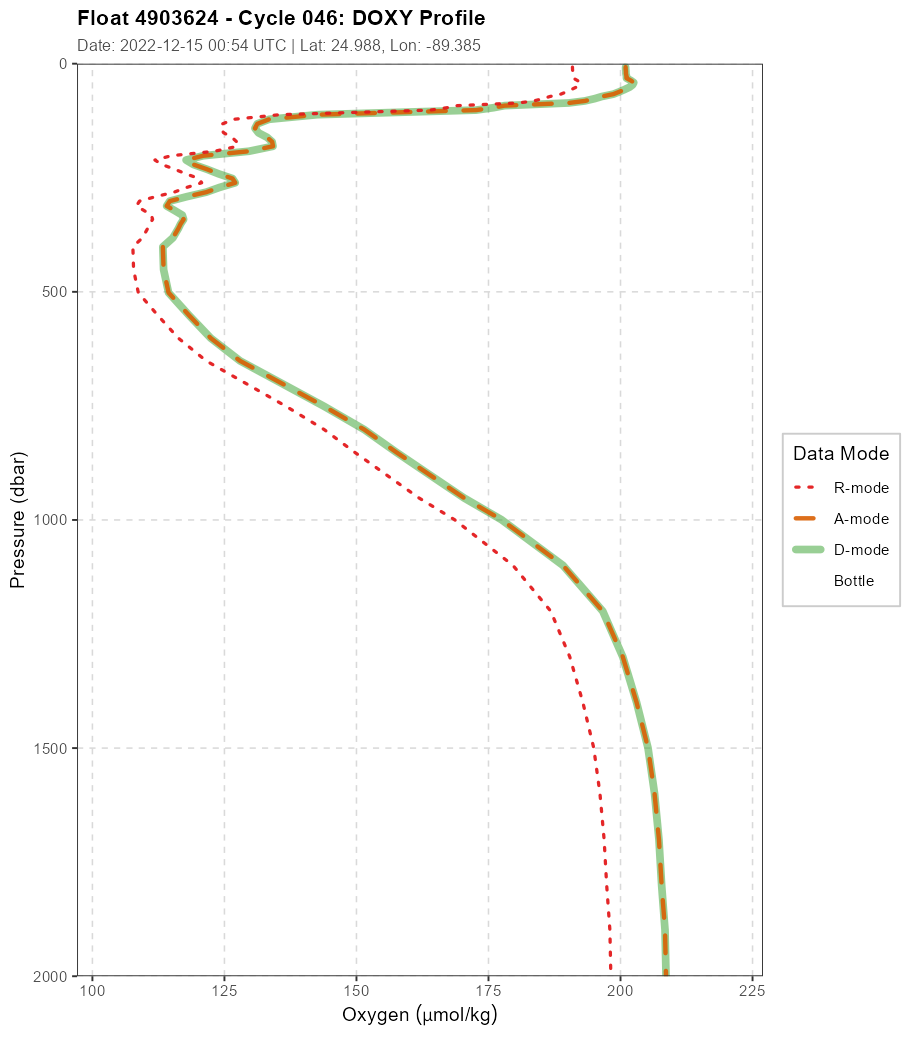 Float 4903624 - Cycle 046: DOXY Profile
Date: 2022-12-15 00:54 UTC | Lat: 24.988, Lon: -89.385
0
500
1000
1500
2000
Pressure (dbar)
100 125 150 175 200 225
Oxygen (µmol/kg)
Data Mode
R-mode
A-mode
D-mode
Bottle